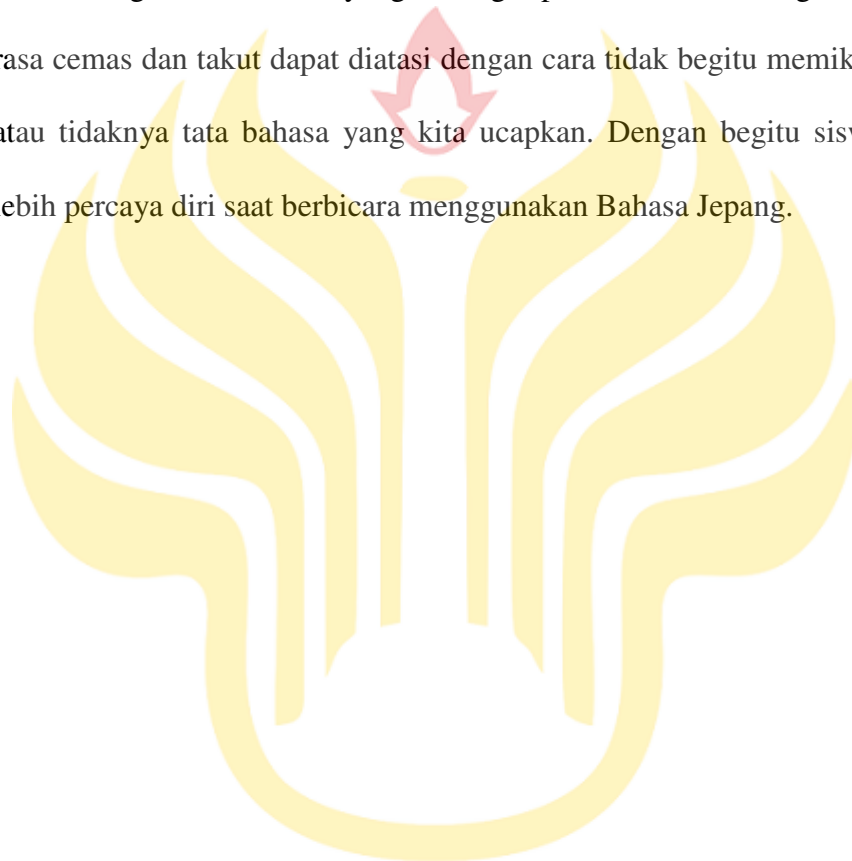 rasa cemas dan takut dapat diatasi dengan cara tidak begitu memik
atau tidaknya tata bahasa yang kita ucapkan. Dengan begitu sisw
lebih percaya diri saat berbicara menggunakan Bahasa Jepang.